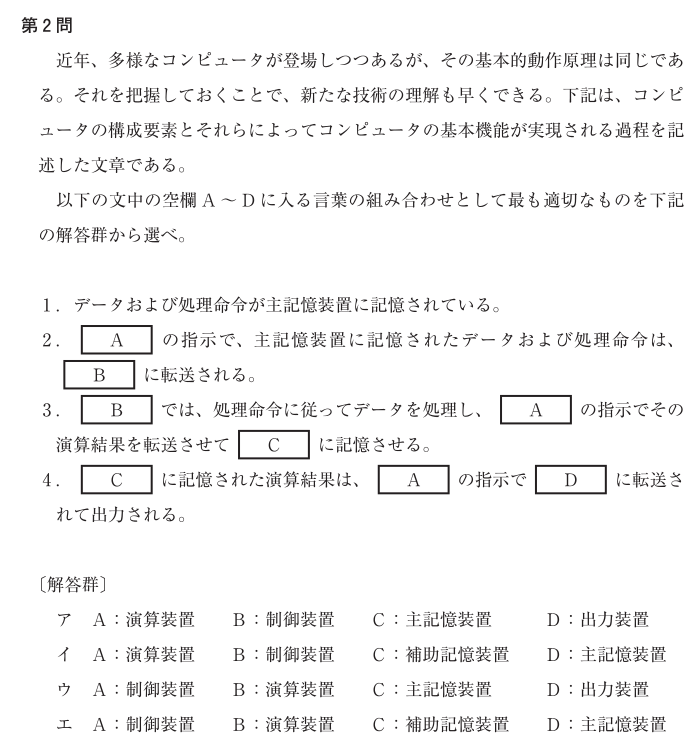 第2問
近年、多様なコンピュータが登場しつつあるが、その基本的動作原理は同じであ
る。それを把握しておくことで、新たな技術の理解も早くできる。下記は、コンピ
ュータの構成要素とそれらによってコンピュータの基本機能が実現される過程を記
述した文章である。
以下の文中の空欄 A 〜 D に入る言葉の組み合わせとして最も適切なものを下記
の解答群から選べ。
1. データおよび処理命令が主記憶装置に記憶されている。
2. A の指示で、主記憶装置に記憶されたデータおよび処理命令は、
B に転送される。
3. B では、処理命令に従ってデータを処理し、 A の指示でその
演算結果を転送させて C に記憶させる。
4. C に記憶された演算結果は、 A の指示で D に転送さ
れて出力される。
〔解答群〕
ア A:演算装置 B:制御装置 C:主記憶装置 D:出力装置
イ A:演算装置 B:制御装置 C:補助記憶装置 D:主記憶装置
ウ A:制御装置 B:演算装置 C:主記憶装置 D:出力装置
エ A:制御装置 B:演算装置 C:補助記憶装置 D:主記憶装置